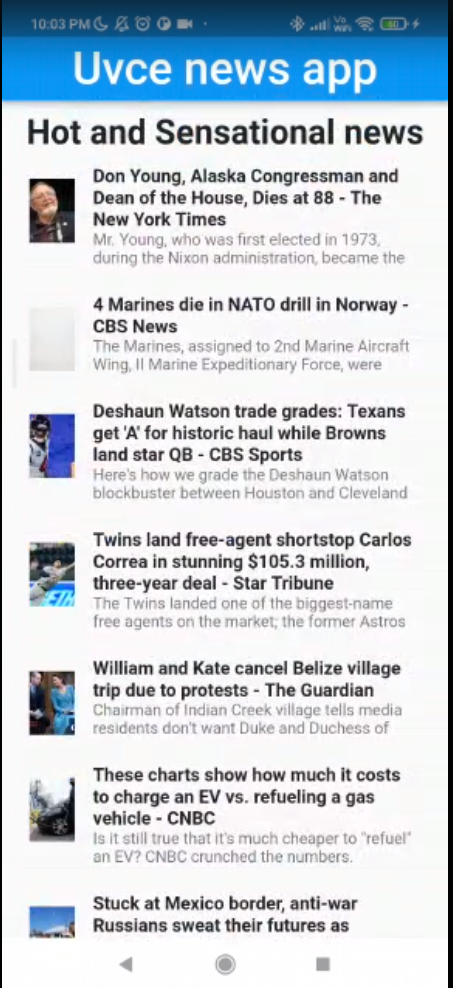 10:03 PM
Vo
WiFi
60
Uvce news app
Hot and Sensational news
Don Young, Alaska Congressman and
Dean of the House, Dies at 88 - The
New York Times
Mr. Young, who was first elected in 1973,
during the Nixon administration, became the
4 Marines die in NATO drill in Norway -
CBS News
The Marines, assigned to 2nd Marine Aircraft
Wing, II Marine Expeditionary Force, were
Deshaun Watson trade grades: Texans
get 'A' for historic haul while Browns
land star QB - CBS Sports
Here's how we grade the Deshaun Watson
blockbuster between Houston and Cleveland
Twins land free-agent shortstop Carlos
Correa in stunning $105.3 million,
three-year deal - Star Tribune
The Twins landed one of the biggest-name
free agents on the market; the former Astros
William and Kate cancel Belize village
trip due to protests - The Guardian
Chairman of Indian Creek village tells media
residents don't want Duke and Duchess of
These charts show how much it costs
to charge an EV vs. refueling a gas
vehicle - CNBC
Is it still true that it's much cheaper to "refuel"
an EV? CNBC crunched the numbers.
Stuck at Mexico border, anti-war
Russians sweat their futures as